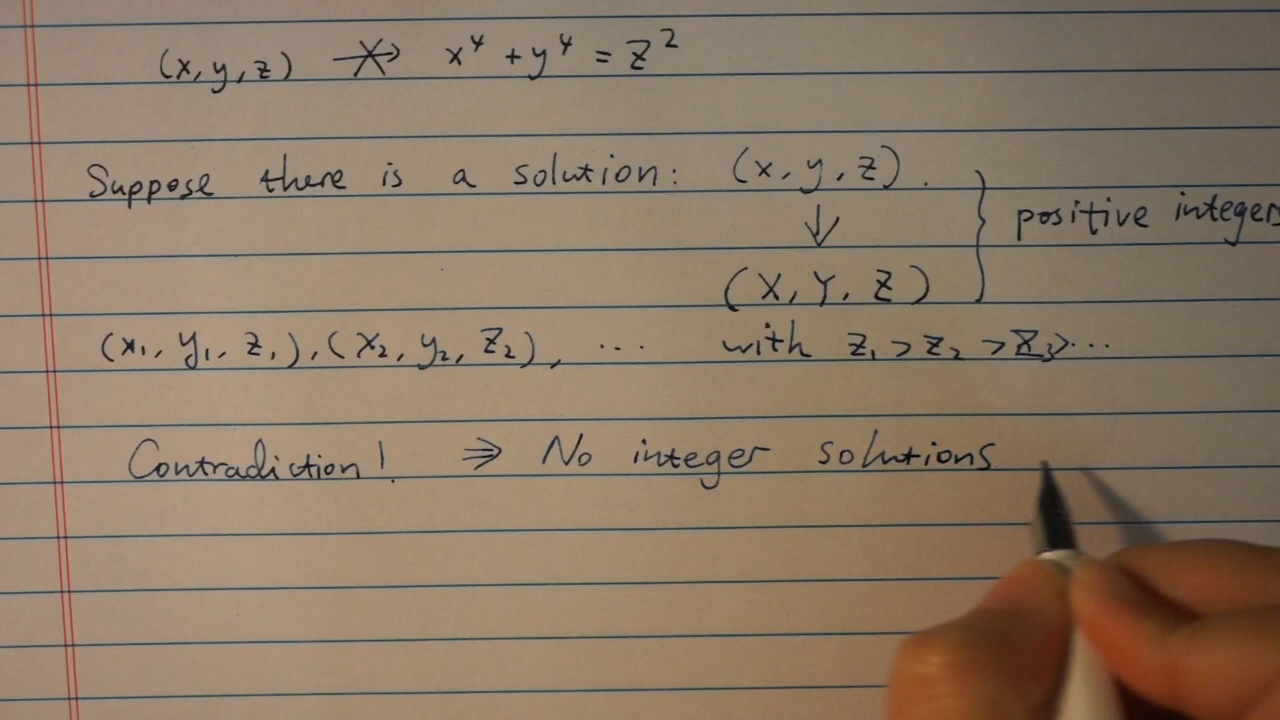 (x, y, z) ↛ x⁴ + y⁴ = z²
Suppose there is a solution: (x, y, z).
↓ } positive integers
(X, Y, Z)
(x₁, y₁, z₁), (x₂, y₂, z₂), ... with z₁ > z₂ > z₃ > ...
Contradiction! ⇒ No integer solutions